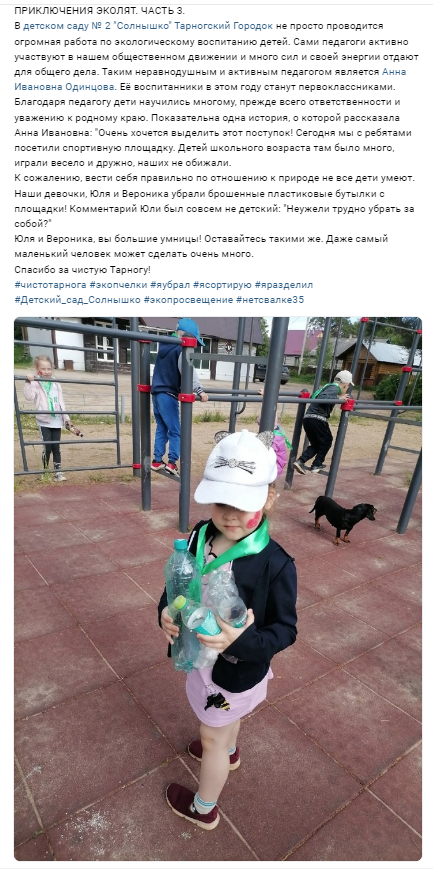 ПРИКЛЮЧЕНИЯ ЭКОЛЯТ. ЧАСТЬ 3.
В детском саду № 2 "Солнышко" Тарногский Городок не просто проводится
огромная работа по экологическому воспитанию детей. Сами педагоги активно
участвуют в нашем общественном движении и много сил и своей энергии отдают
для общего дела. Таким неравнодушным и активным педагогом является Анна
Ивановна Одинцова. Её воспитанники в этом году станут первоклассниками.
Благодаря педагогу дети научились многому, прежде всего ответственности и
уважению к родному краю. Показательна одна история, о которой рассказала
Анна Ивановна: "Очень хочется выделить этот поступок! Сегодня мы с ребятами
посетили спортивную площадку. Детей школьного возраста там было много,
играли весело и дружно, наших не обижали.
К сожалению, вести себя правильно по отношению к природе не все дети умеют.
Наши девочки, Юля и Вероника убрали брошенные пластиковые бутылки с
площадки! Комментарий Юли был совсем не детский: "Неужели трудно убрать за
собой?"
Юля и Вероника, вы большие умницы! Оставайтесь такими же. Даже самый
маленький человек может сделать очень много.
Спасибо за чистую Тарногу!
#чистотарнога #экопчелки #яубрал #ясортирую #яразделил
#Детский_сад_Солнышко #экопросвещение #нетсвалке35